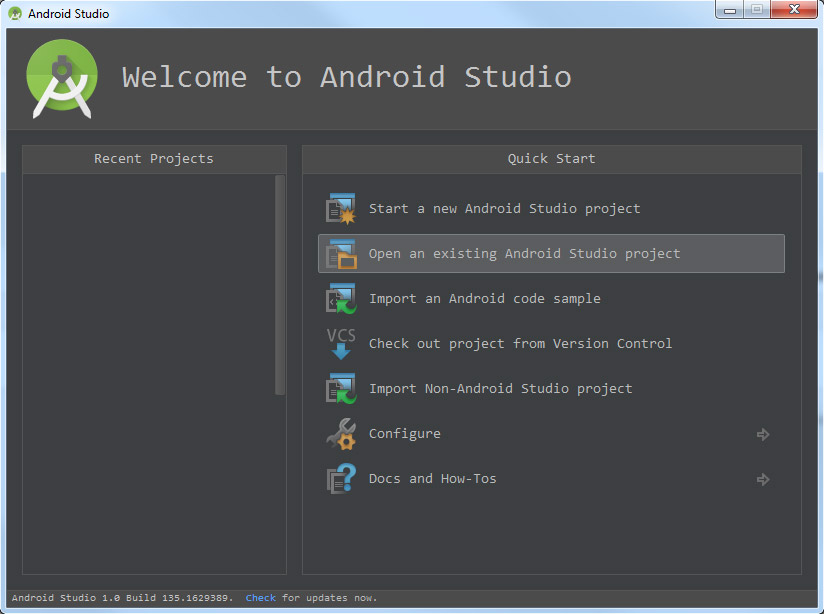 Android Studio
Welcome to Android Studio
Recent Projects
Quick Start
Start a new Android Studio project
Open an existing Android Studio project
Import an Android code sample
VCS
Check out project from Version Control
Import Non-Android Studio project
Configure
Docs and How-Tos
Android Studio 1.0 Build 135.1629389. Check for updates now.